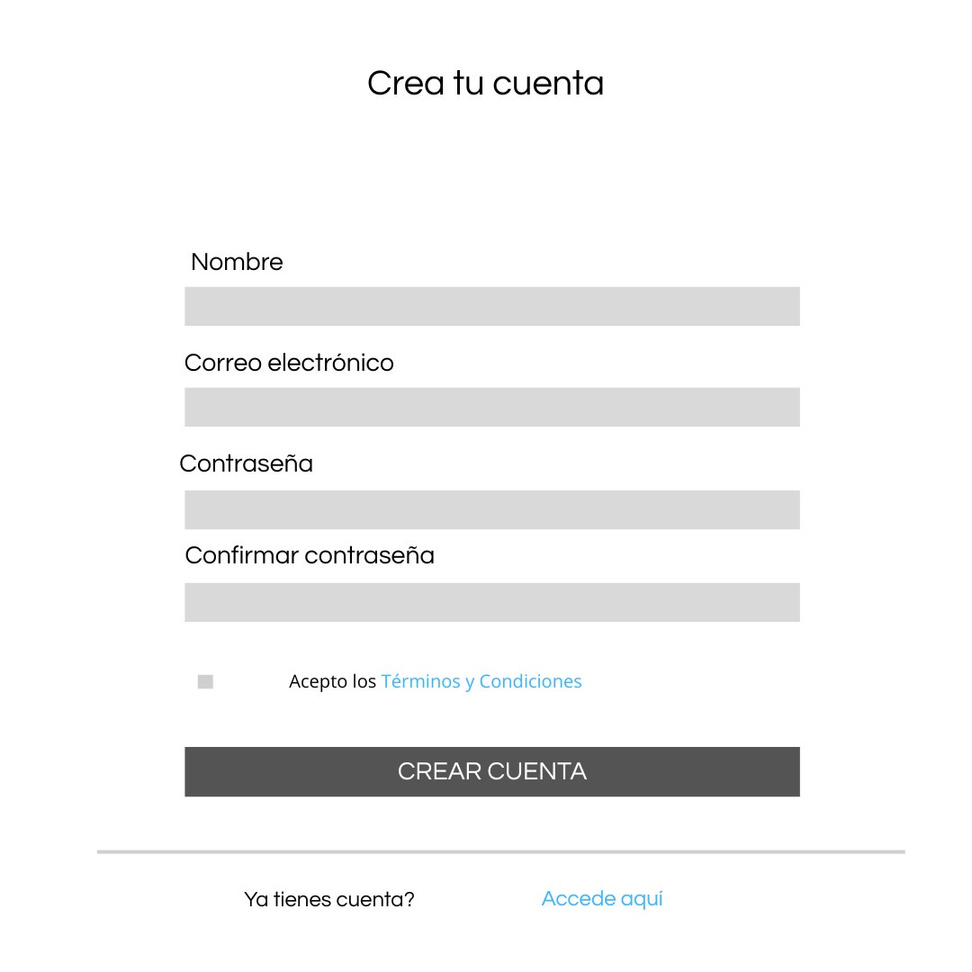 Crea tu cuenta
Nombre
Correo electrónico
Contraseña
Confirmar contraseña
Acepto los Términos y Condiciones
CREAR CUENTA
Ya tienes cuenta? Accede aquí